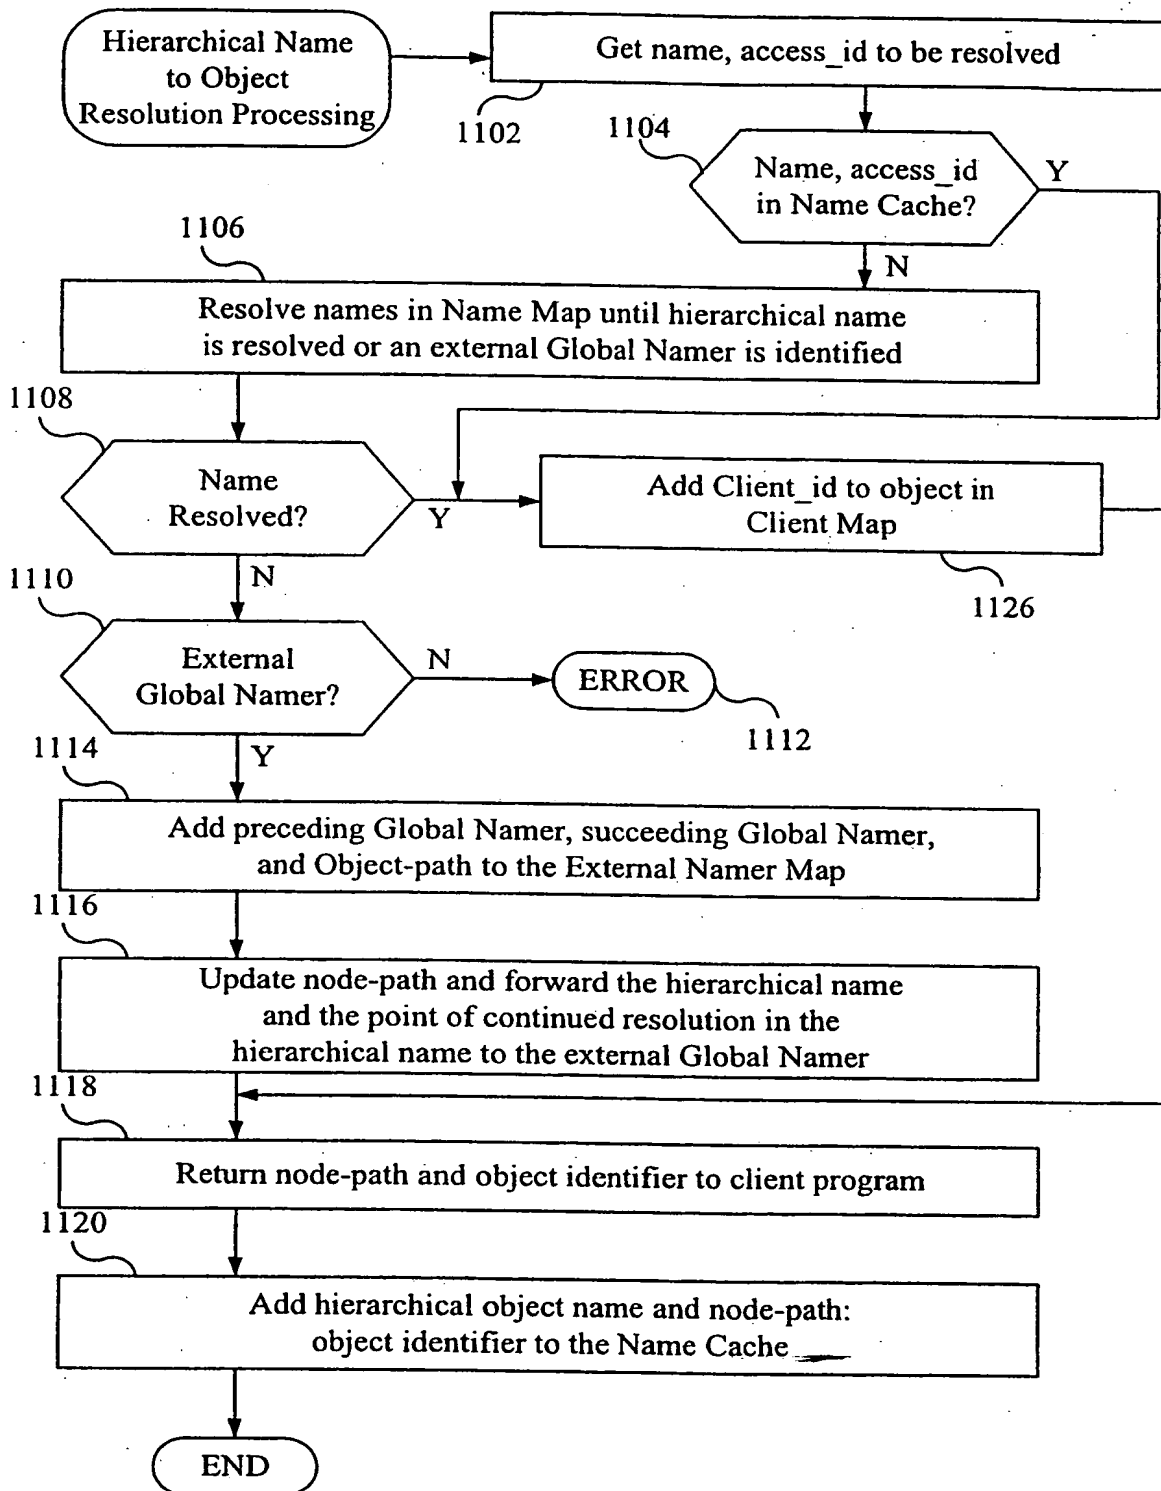 Hierarchical Name
to Object
Resolution Processing
Get name, access_id to be resolved
1102
1104
Name, access_id
in Name Cache?
Y
N
1106
Resolve names in Name Map until hierarchical name
is resolved or an external Global Namer is identified
1108
Name
Resolved?
Y
Add Client_id to object in
Client Map
1126
N
1110
External
Global Namer?
N
ERROR
1112
Y
1114
Add preceding Global Namer, succeeding Global Namer,
and Object-path to the External Namer Map
1116
Update node-path and forward the hierarchical name
and the point of continued resolution in the
hierarchical name to the external Global Namer
1118
Return node-path and object identifier to client program
1120
Add hierarchical object name and node-path:
object identifier to the Name Cache
END